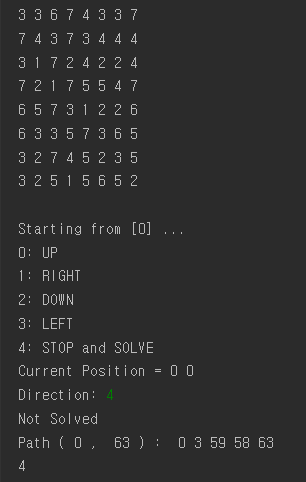 3 3 6 7 4 3 3 7
7 4 3 7 3 4 4 4
3 1 7 2 4 2 2 4
7 2 1 7 5 5 4 7
6 5 7 3 1 2 2 6
6 3 3 5 7 3 6 5
3 2 7 4 5 2 3 5
3 2 5 1 5 6 5 2
Starting from [0] ...
0: UP
1: RIGHT
2: DOWN
3: LEFT
4: STOP and SOLVE
Current Position = 0 0
Direction: 4
Not Solved
Path ( 0 ,  63 ) :  0 3 59 58 63
4